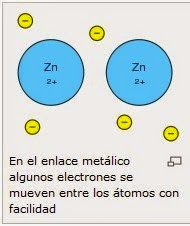 Zn Zn
2+ 2+
En el enlace metálico
algunos electrones se
mueven entre los átomos con
facilidad